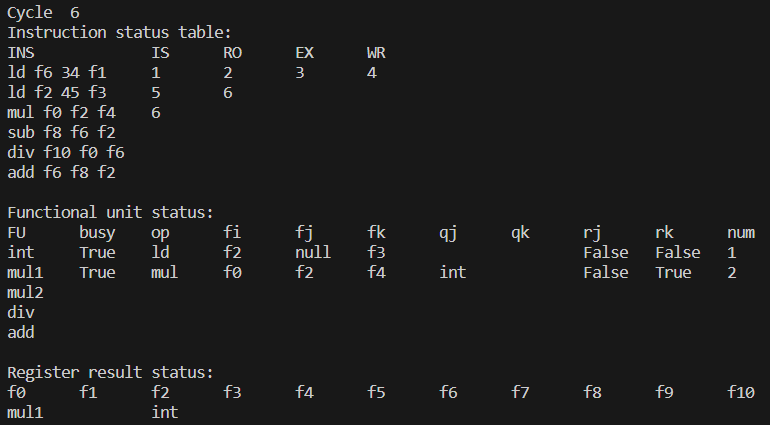 Cycle  6
Instruction status table:
INS               IS       RO       EX       WR
ld f6 34 f1       1        2        3        4
ld f2 45 f3       5        6
mul f0 f2 f4      6
sub f8 f6 f2
div f10 f0 f6
add f6 f8 f2

Functional unit status:
FU       busy     op       fi       fj       fk       qj       qk       rj       rk       num
int      True     ld       f2       null     f3                         False    False    1
mul1     True     mul      f0       f2       f4       int               False    True     2
mul2
div
add

Register result status:
f0       f1       f2       f3       f4       f5       f6       f7       f8       f9       f10
mul1              int